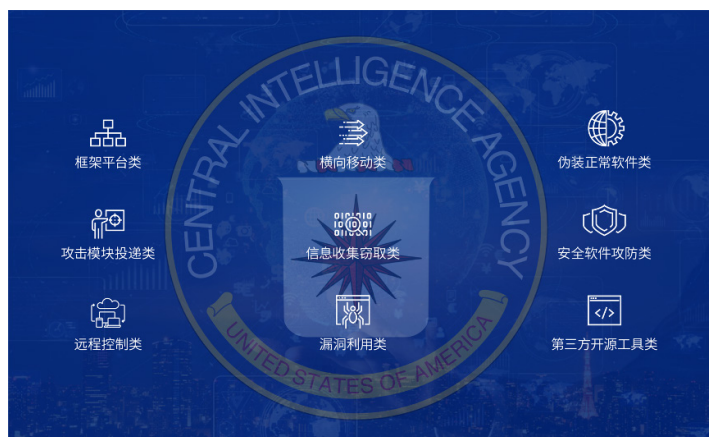 CENTRAL INTELLIGENCE AGENCY
框架平台类
横向移动类
伪装正常软件类
攻击模块投递类
信息收集窃取类
安全软件攻防类
远程控制类
漏洞利用类
第三方开源工具类
UNITED STATES OF AMERICA